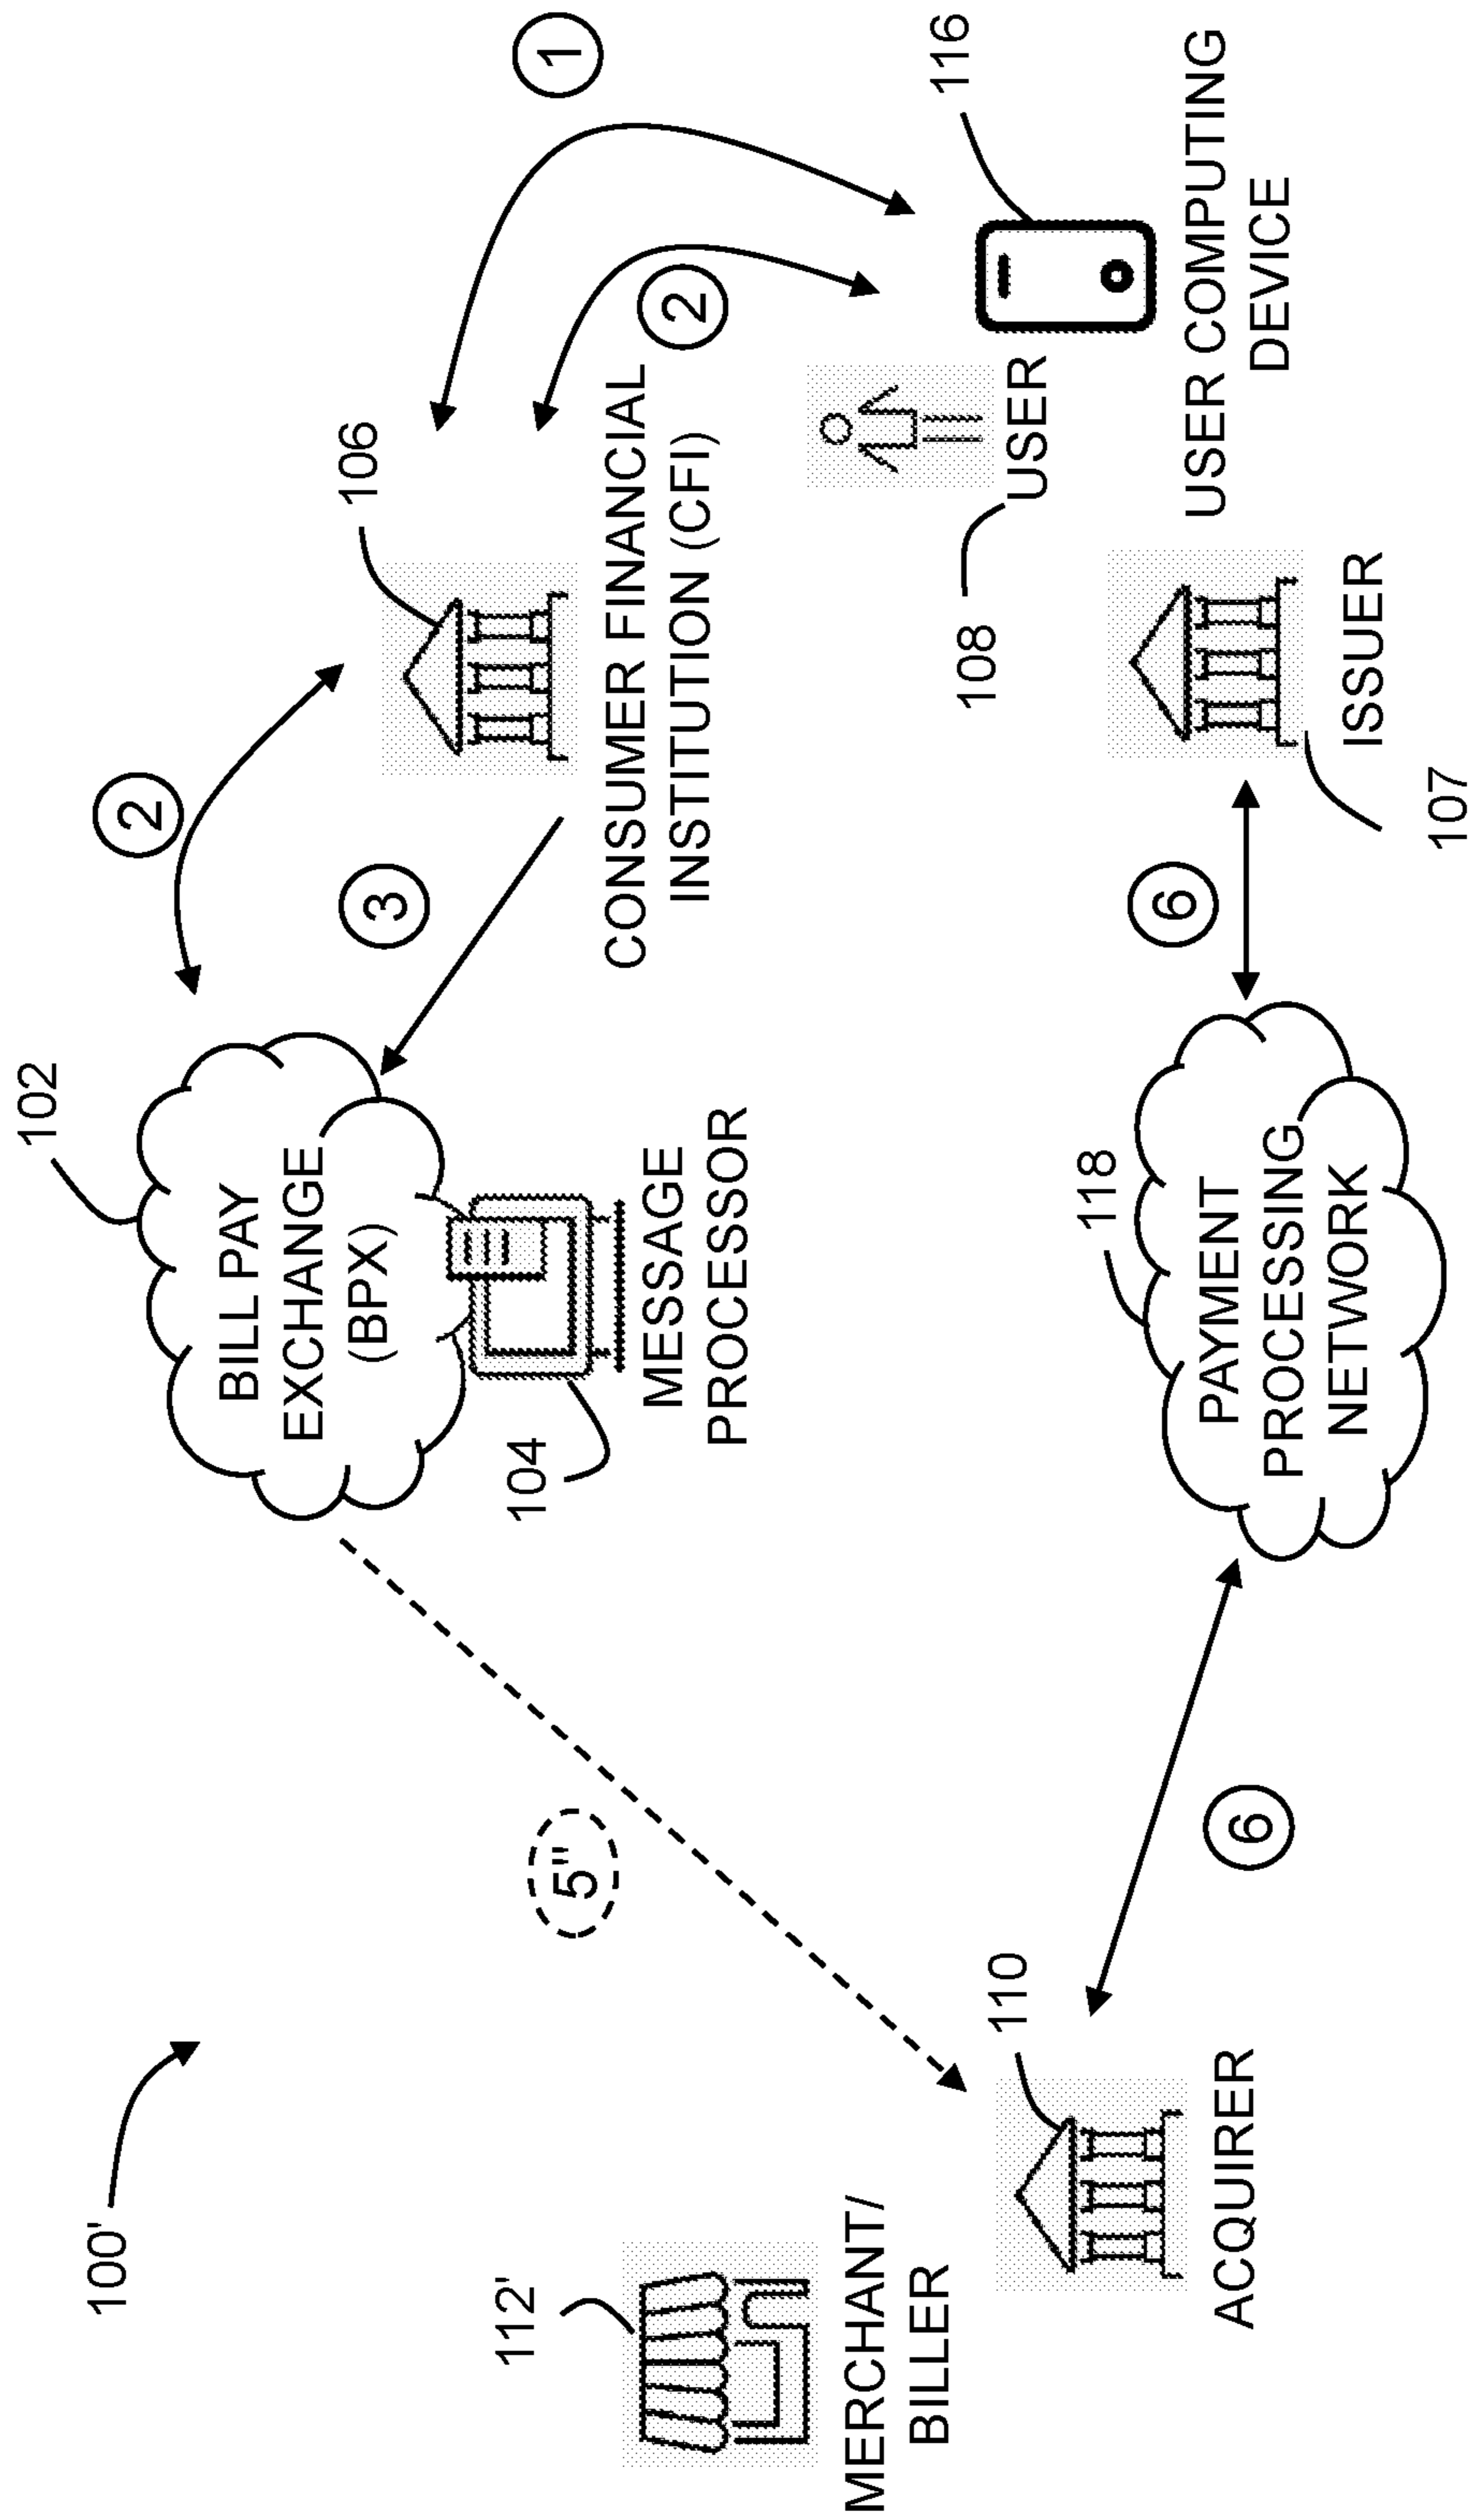 100'
102
2
BILL PAY
EXCHANGE
(BPX)
3
106
1
2
104
MESSAGE
PROCESSOR
CONSUMER FINANCIAL
INSTITUTION (CFI)
112'
5"
MERCHANT/
BILLER
108
USER
116
110
118
6
USER COMPUTING
DEVICE
ACQUIRER
6
PAYMENT
PROCESSING
NETWORK
ISSUER
107